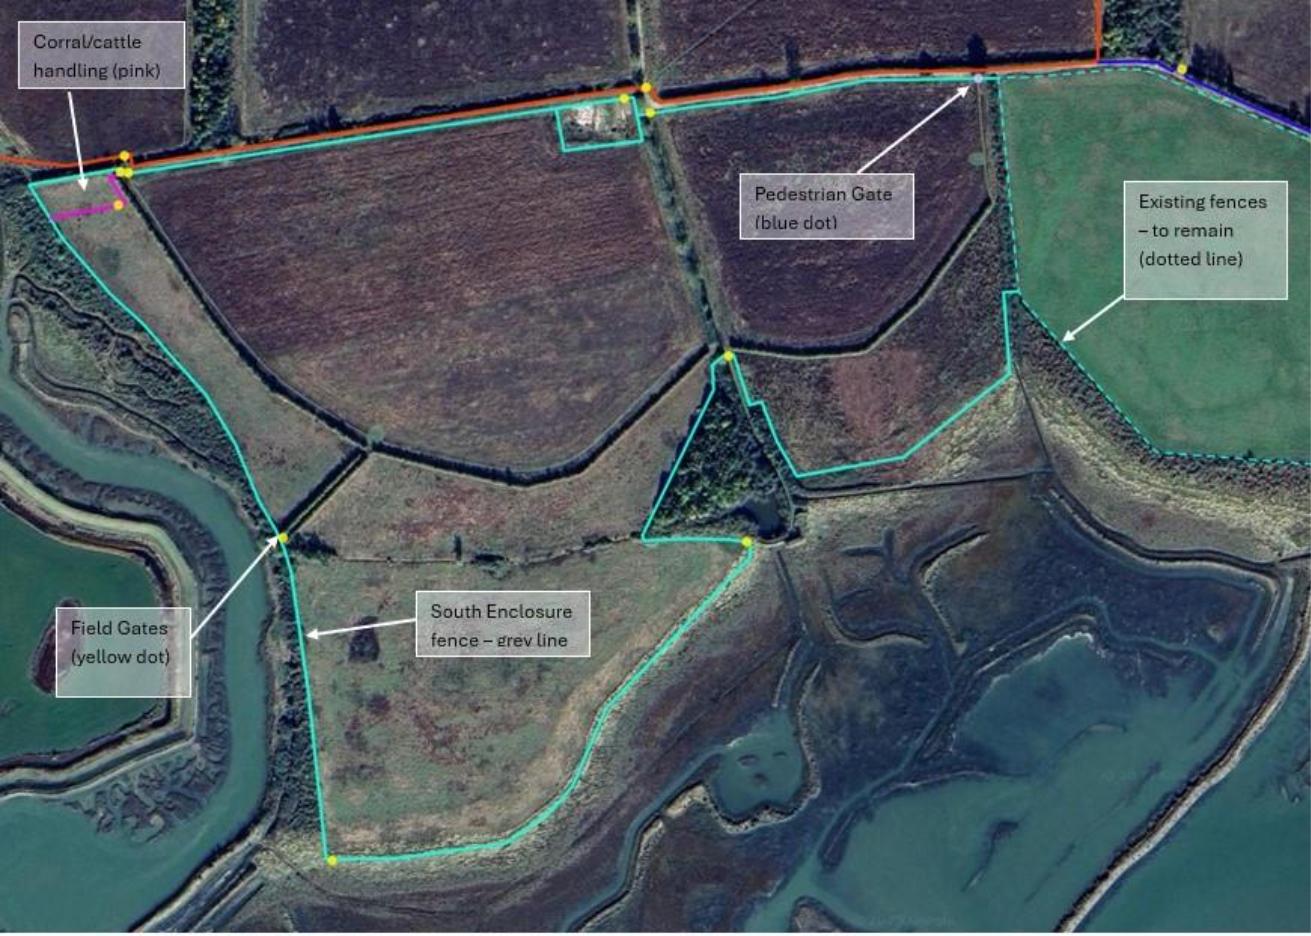 Corral/cattle
handling (pink)
Pedestrian Gate
(blue dot)
Existing fences
– to remain
(dotted line)
South Enclosure
fence – grey line
Field Gates
(yellow dot)